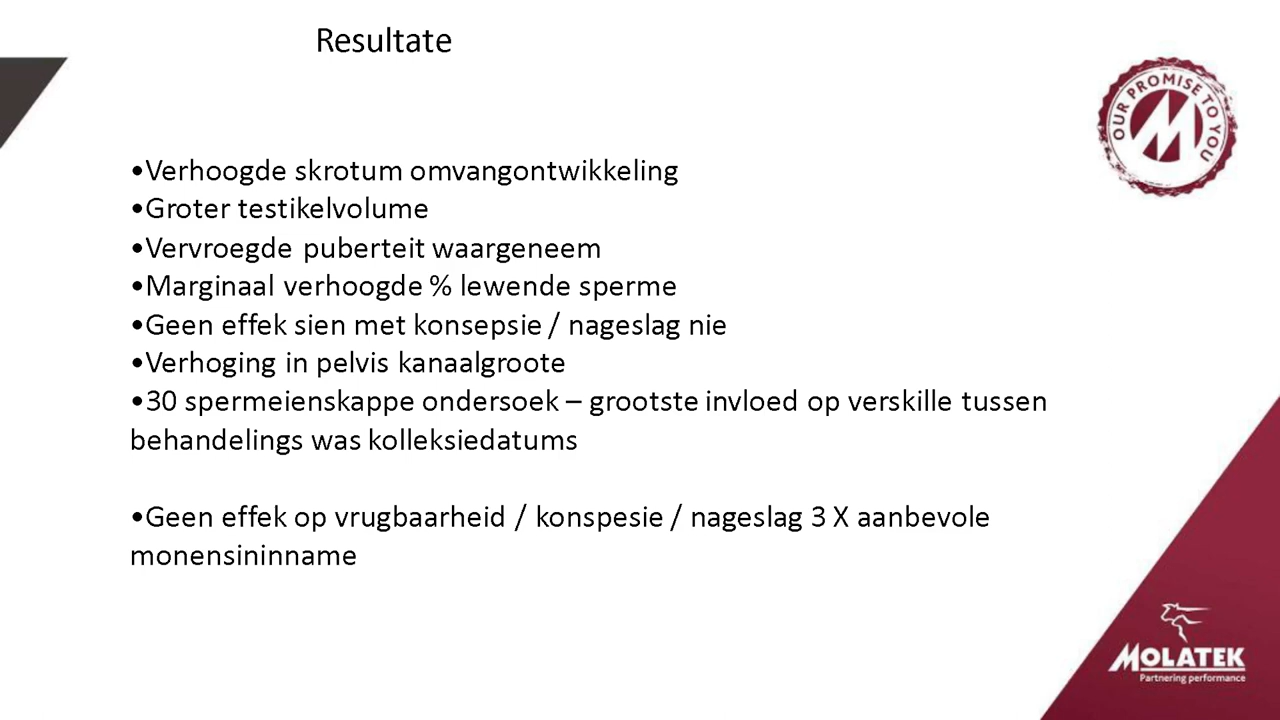 Resultate
OUR PROMISE TO YOU
•Verhoogde skrotum omvangontwikkeling
•Groter testikelvolume
•Vervroegde puberteit waargeneem
•Marginaal verhoogde % lewende sperme
•Geen effek sien met konsepsie / nageslag nie
•Verhoging in pelvis kanaalgroote
•30 spermeienskappe ondersoek – grootste invloed op verskille tussen
behandelings was kolleksiedatums
•Geen effek op vrugbaarheid / konspesie / nageslag 3 X aanbevole
monensininname
MOLATEK
Partnering performance